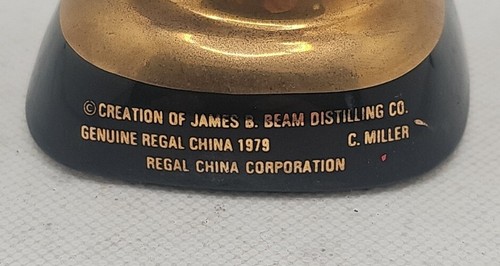 ©CREATION OF JAMES B. BEAM DISTILLING CO.
GENUINE REGAL CHINA 1979 C. MILLER
REGAL CHINA CORPORATION